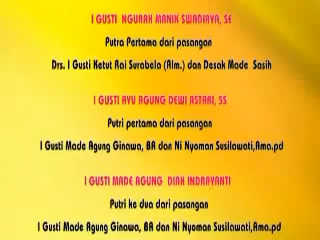 I GUSTI NGURAH MANIK SWADIAYA, SE
Putra Pertama dari pasangan
Drs. I Gusti Ketut Rai Surabela (Alm.) dan Desak Made Sasih
I GUSTI AYU AGUNG DEWI ASTARI, SS
Putri pertama dari pasangan
I Gusti Made Agung Ginawa, BA dan Ni Nyoman Susilawati,Ama.pd
I GUSTI MADE AGUNG DIAH INDRAYANTI
Putri ke dua dari pasangan
I Gusti Made Agung Ginawa, BA dan Ni Nyoman Susilawati,Ama.pd